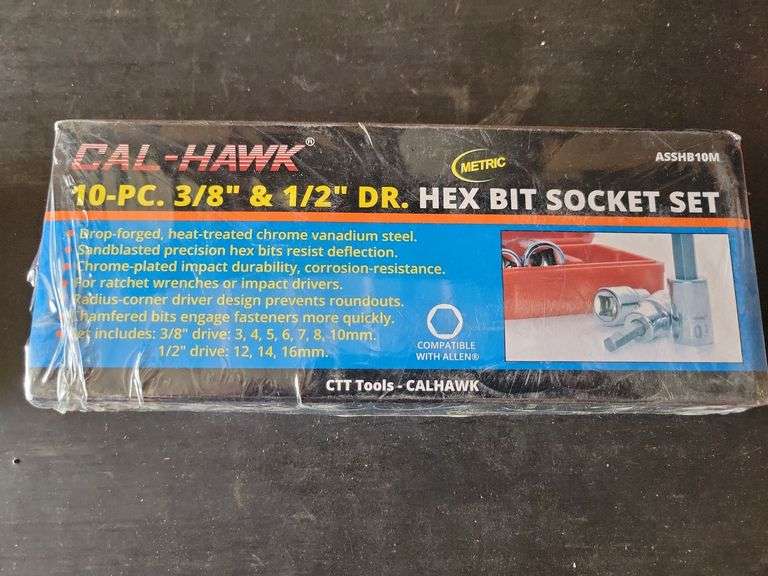 CAL-HAWK®
METRIC
ASSHB10M
10-PC. 3/8" & 1/2" DR. HEX BIT SOCKET SET
Drop-forged, heat-treated chrome vanadium steel.
Sandblasted precision hex bits resist deflection.
Chrome-plated impact durability, corrosion-resistance.
For ratchet wrenches or impact drivers.
Radius-corner driver design prevents roundouts.
Chamfered bits engage fasteners more quickly.
Set includes: 3/8" drive: 3, 4, 5, 6, 7, 8, 10mm.
1/2" drive: 12, 14, 16mm.
COMPATIBLE
WITH ALLEN®
CTT Tools - CALHAWK